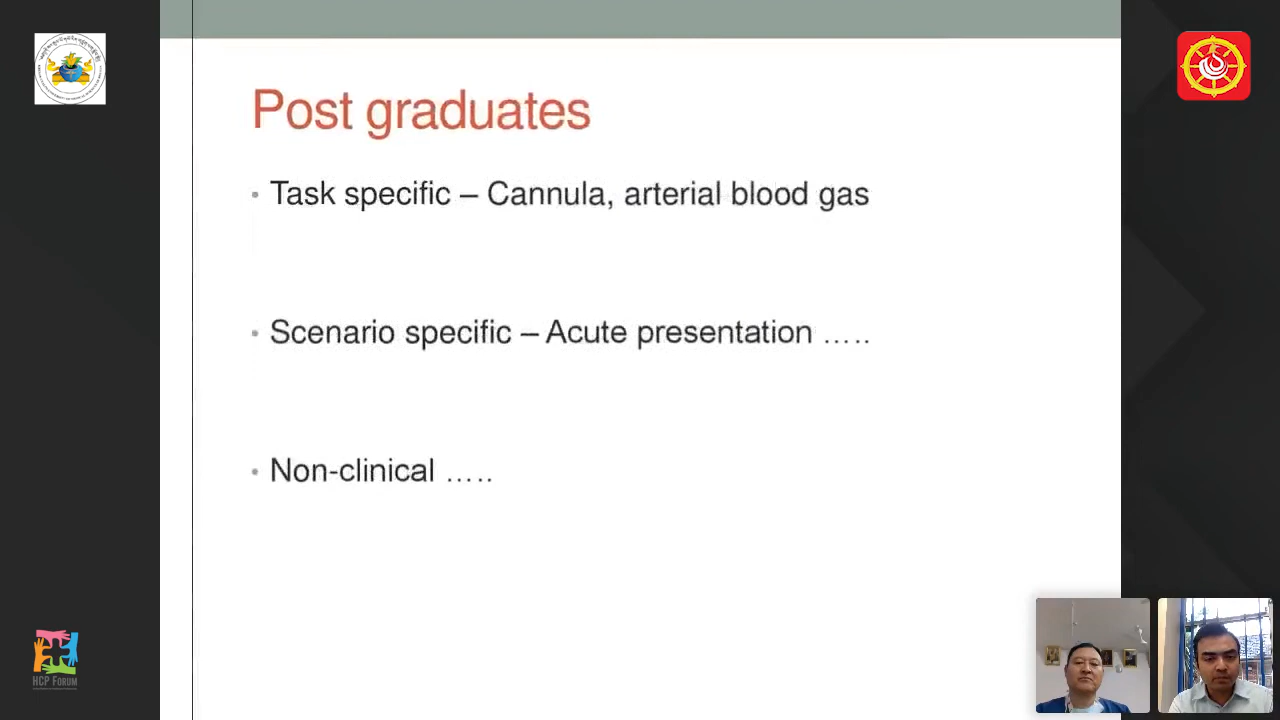 Post graduates
• Task specific – Cannula, arterial blood gas
• Scenario specific – Acute presentation …..
• Non-clinical …..
HCP FORUM